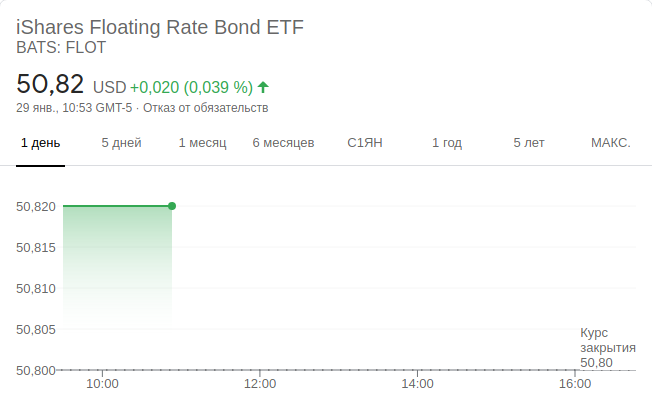 iShares Floating Rate Bond ETF
BATS: FLOT
50,82 USD +0,020 (0,039 %)
29 янв., 10:53 GMT-5 · Отказ от обязательств
1 день 5 дней 1 месяц 6 месяцев С1ЯН 1 год 5 лет МАКС.
50,820
50,815
50,810
50,805
Курс
закрытия
50,80
50,800
10:00 12:00 14:00 16:00